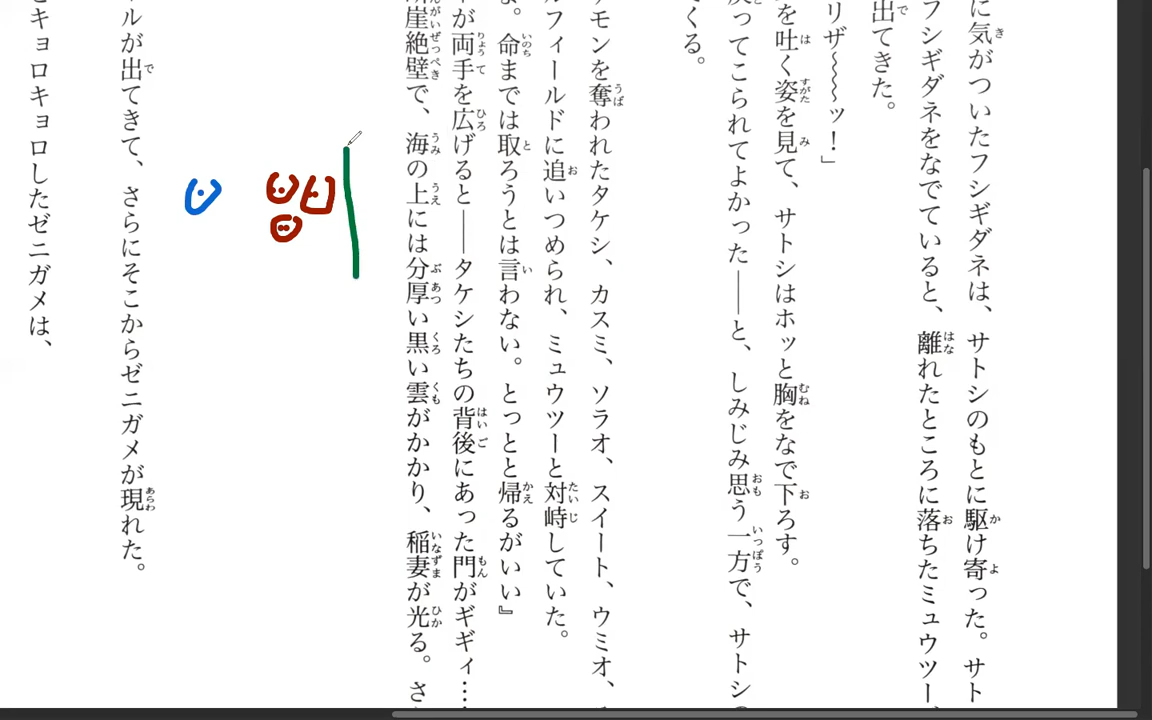 に気がついたフシギダネは、サトシのもとに駆け寄った。サト
フシギダネをなでていると、離れたところに落ちたミュウツー、
出てきた。
リザ〜〜〜ッ！」
を吐く姿を見て、サトシはホッと胸をなで下ろす。
ってこられてよかった――と、しみじみ思う一方で、サトシの
てくる。
モンを奪われたタケシ、カスミ、ソラオ、スイート、ウミオ、
ルフィールドに追いつめられ、ミュウツーと対峙していた。
。命までは取ろうとは言わない。とっとと帰るがいい』
が両手を広げると――タケシたちの背後にあった門がギギィ…
崖絶壁で、海の上には分厚い黒い雲がかかり、稲妻が光る。さ
ルが出てきて、さらにそこからゼニガメが現れた。
キョロキョロしたゼニガメは、